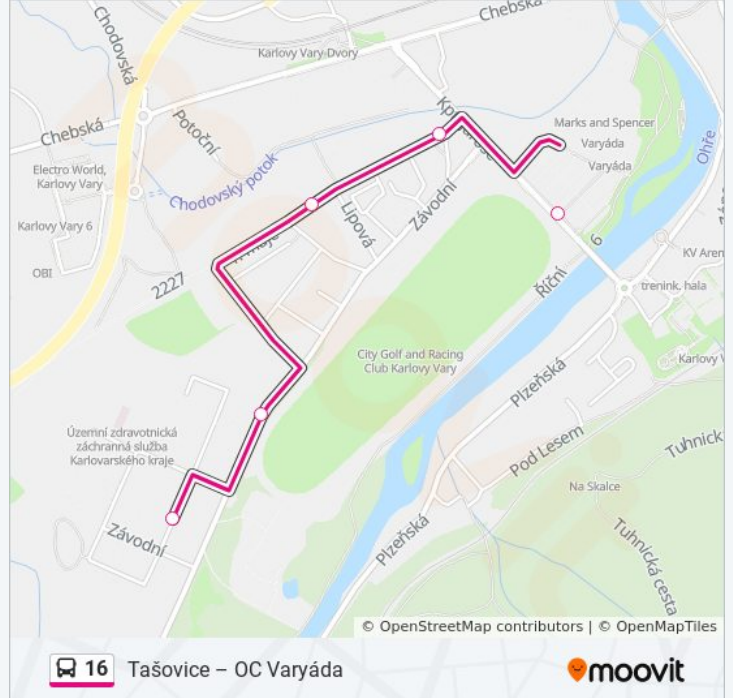 Chodovská
Chebská
Karlovy Vary Dvory
Chebská
Potoční
Marks and Spencer
Varyáda
Varyáda
Ohře
Electro World,
Karlovy Vary
Chodovský potok
Závodní
Lipová
Karlovy Vary 6
OBI
2227
6
Říční
KV Aren
trenink, hala
City Golf and Racing
Club Karlovy Vary
Plzeňská
Karlovy V
Územní zdravotnická
záchranná služba
Karlovarského kraje
Pod Lesem
Tuhnick
Na Skalce
Závodní
Plzeňská
Tuhnická cesta
© OpenStreetMap contributors | © OpenMapTiles
16 Tašovice – OC Varyáda
moovit